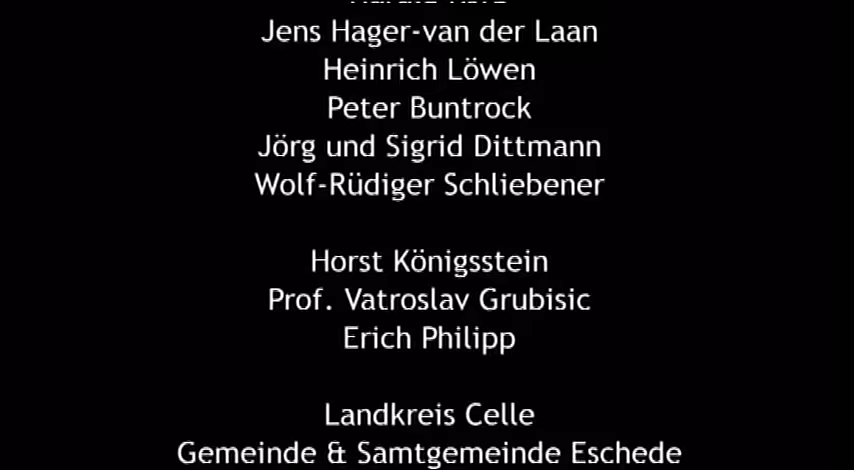 Jens Hager-van der Laan
Heinrich Löwen
Peter Buntrock
Jörg und Sigrid Dittmann
Wolf-Rüdiger Schliebener
Horst Königsstein
Prof. Vatroslav Grubisic
Erich Philipp
Landkreis Celle
Gemeinde & Samtgemeinde Eschede